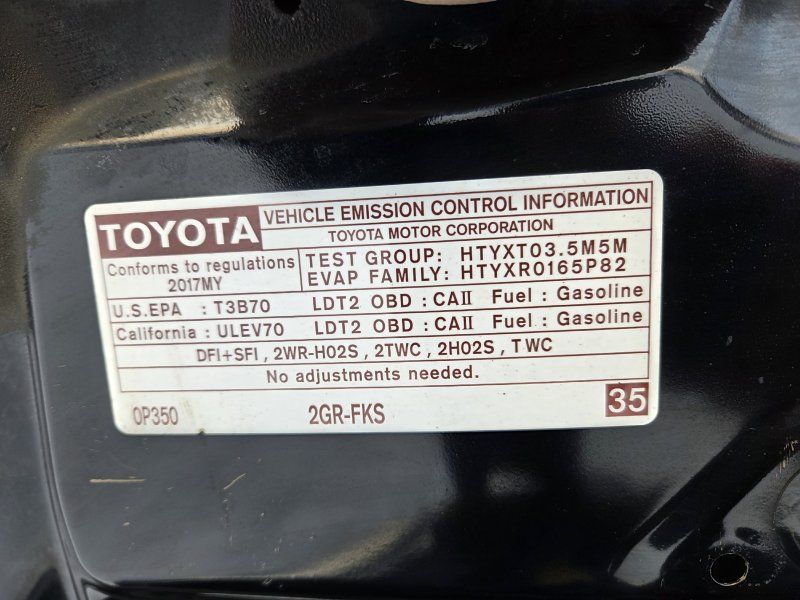 TOYOTA
VEHICLE EMISSION CONTROL INFORMATION
TOYOTA MOTOR CORPORATION
Conforms to regulations
2017MY
TEST GROUP: HTYXT03.5M5M
EVAP FAMILY: HTYXR0165P82
U.S.EPA : T3B70 LDT2 OBD : CAII Fuel : Gasoline
California : ULEV70 LDT2 OBD : CAII Fuel : Gasoline
DFI+SFI , 2WR-HO2S , 2TWC , 2HO2S , TWC
No adjustments needed.
0P350 2GR-FKS 35